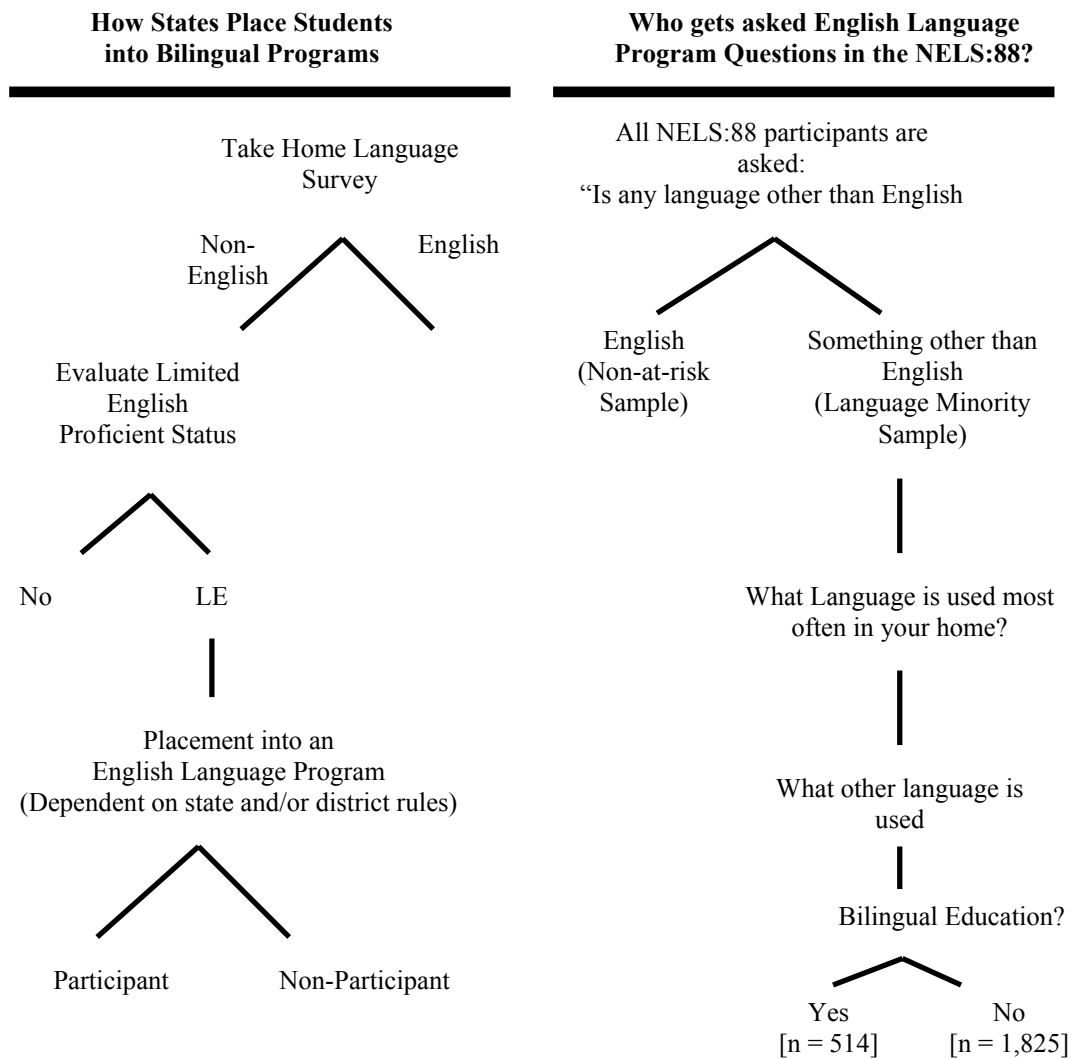 How States Place Students
into Bilingual Programs
Take Home Language
Survey
Non-
English
English
Evaluate Limited
English
Proficient Status
No
LE
Placement into an
English Language Program
(Dependent on state and/or district rules)
Participant
Non-Participant
Who gets asked English Language
Program Questions in the NELS:88?
All NELS:88 participants are
asked:
“Is any language other than English
English
(Non-at-risk
Sample)
Something other than
English
(Language Minority
Sample)
What Language is used most
often in your home?
What other language is
used
Bilingual Education?
Yes
[n = 514]
No
[n = 1,825]